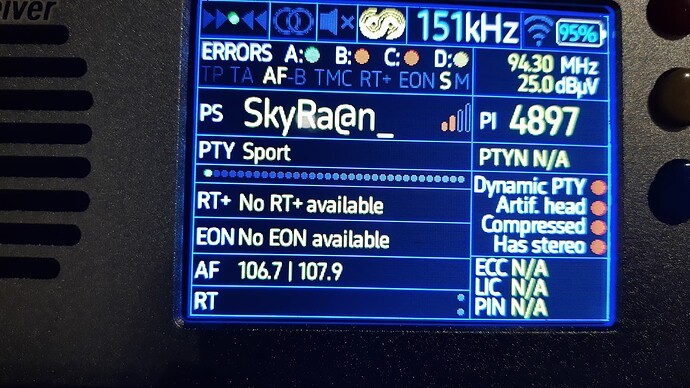 eiver
151kHz 95%
ERRORS A: B: C: D:
94.30 MHz
TP TA AF-B TMC RT+ EON S M
25.0 dBµV
PS SkyRa@n_
PI 4897
PTY Sport
PTYN N/A
Dynamic PTY
RT+ No RT+ available
Artif. head
Compressed
EON No EON available
Has stereo
AF 106.7 | 107.9
ECC N/A
LIC N/A
RT
PIN N/A